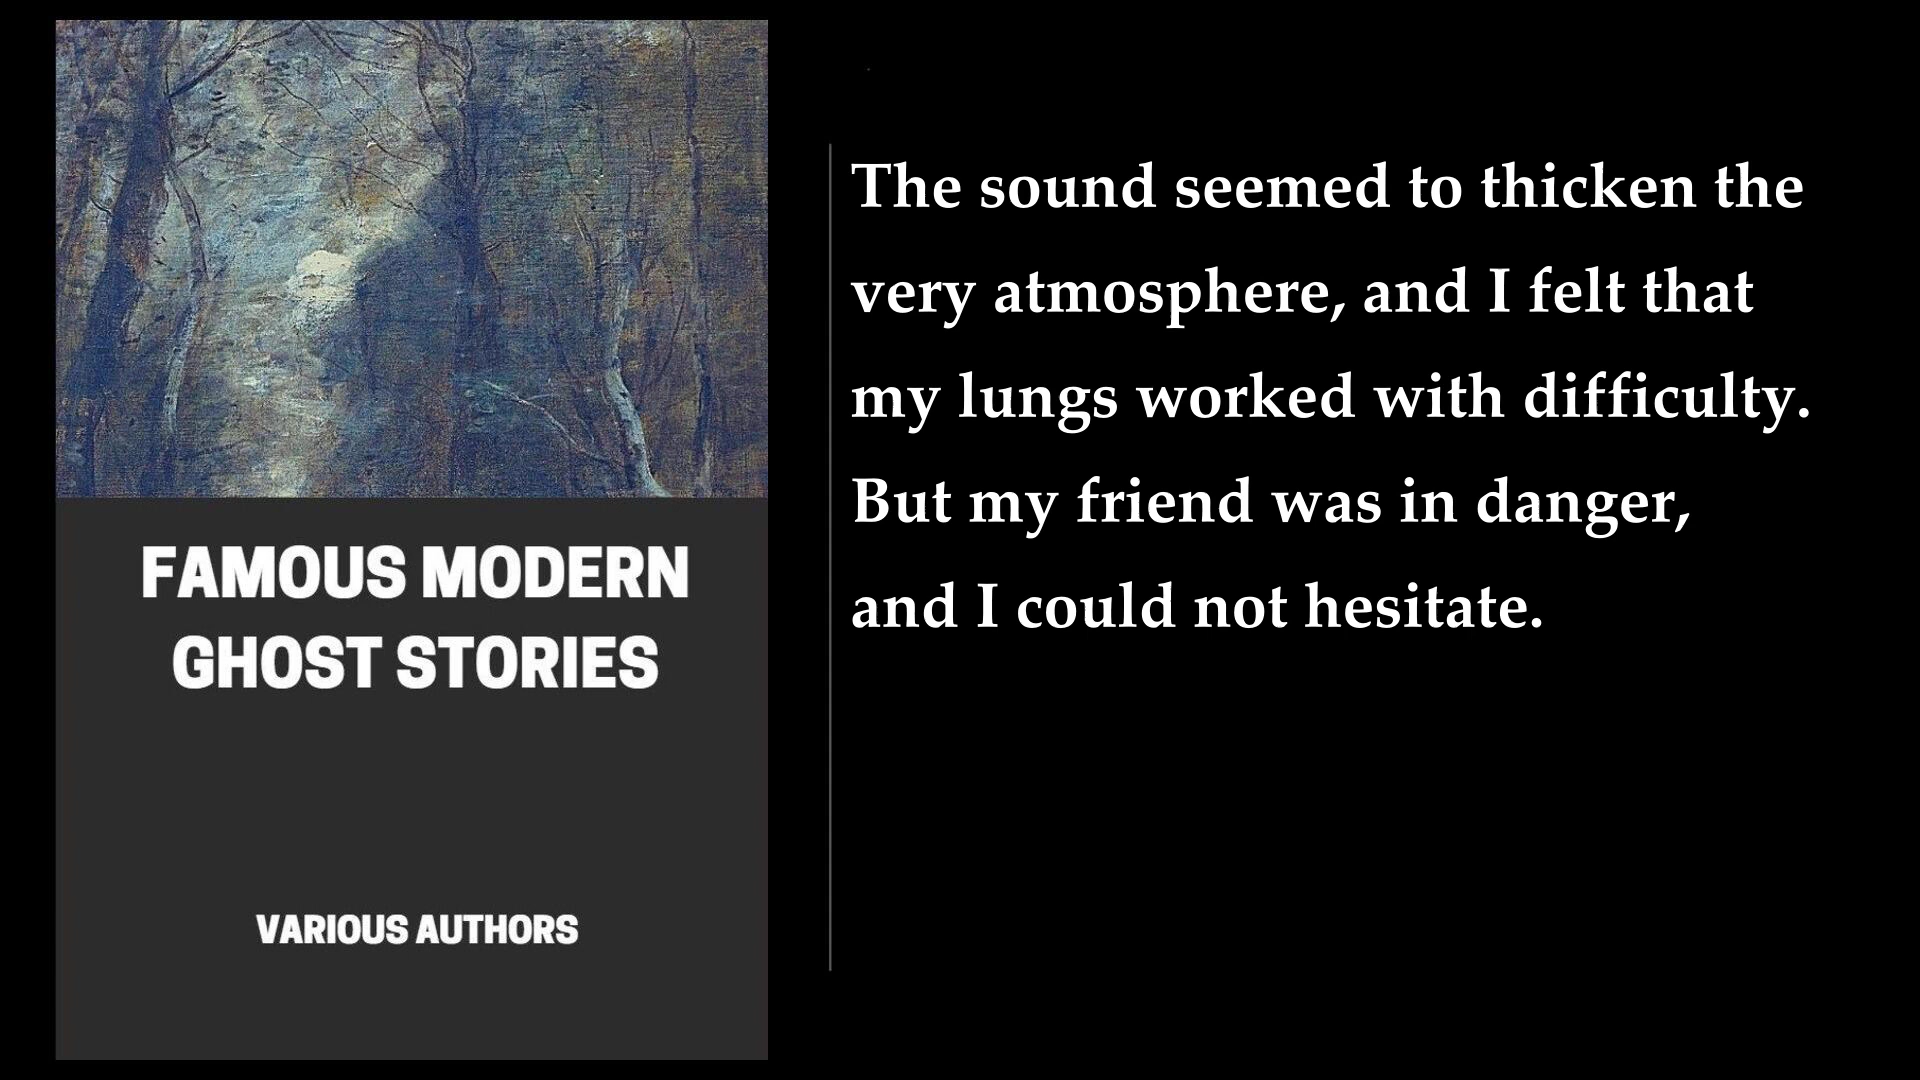 FAMOUS MODERN
GHOST STORIES
VARIOUS AUTHORS
The sound seemed to thicken the
very atmosphere, and I felt that
my lungs worked with difficulty.
But my friend was in danger,
and I could not hesitate.